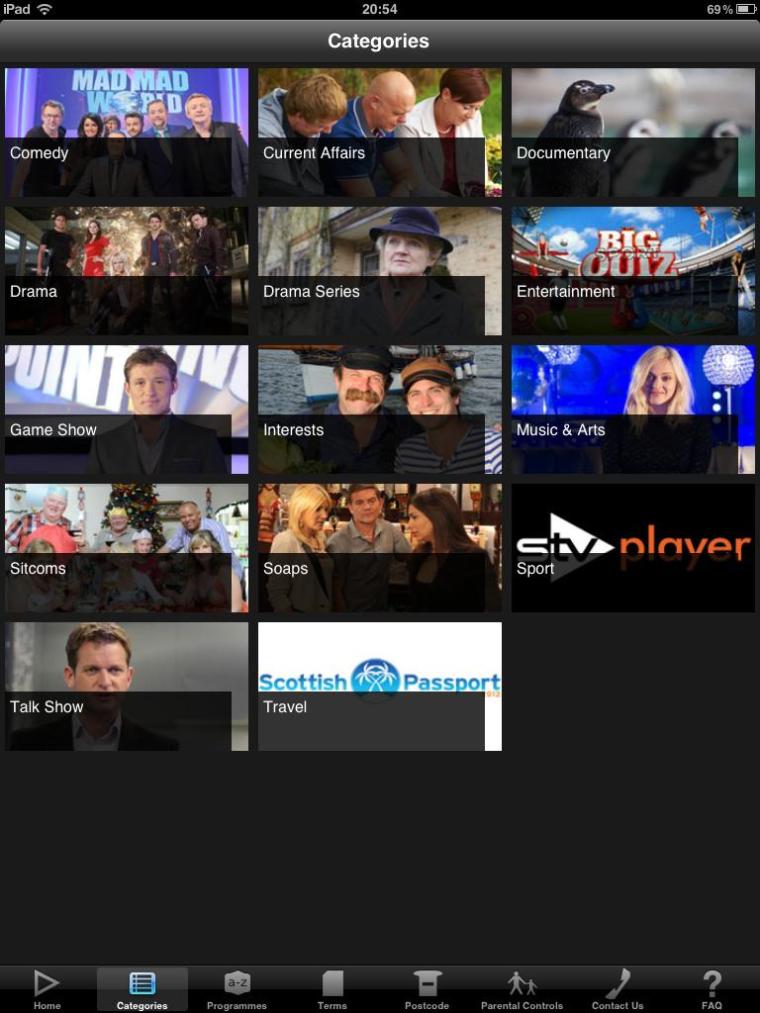 iPad 20:54 69%
Categories
MAD MAD
WORLD
Comedy
Current Affairs
Documentary
Drama
Drama Series
BIG
QUIZ
Entertainment
POINT
Game Show
Interests
Music & Arts
Sitcoms
Soaps
stv player
Sport
Talk Show
Scottish Passport
Travel
a-z
Home
Categories
Programmes
Terms
Postcode
Parental Controls
Contact Us
?
FAQ